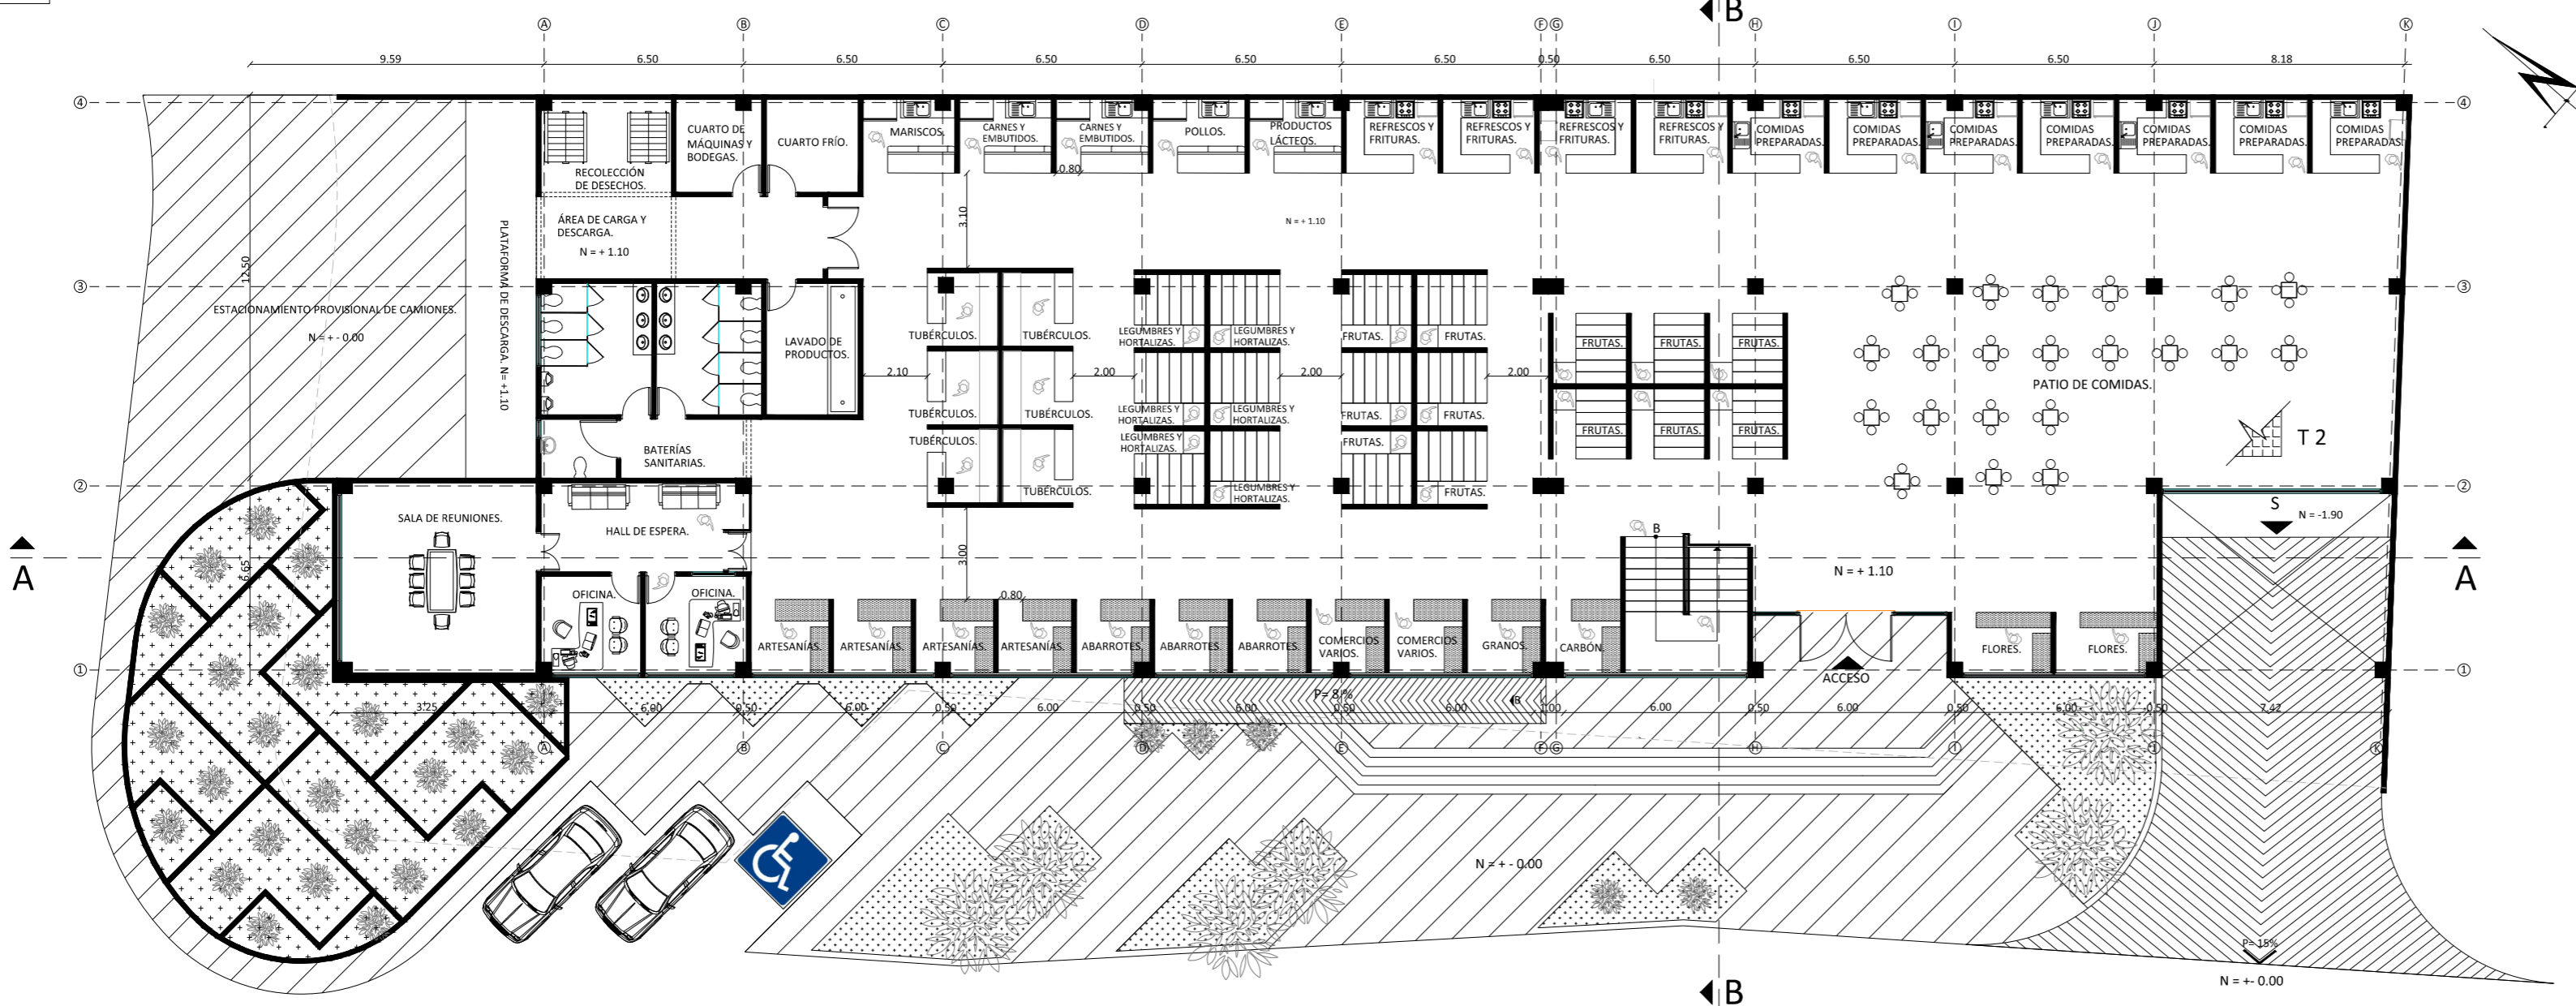 B
A B C D E F G H I J K
9.59 6.50 6.50 6.50 6.50 6.50 0.50 6.50 6.50 6.50 8.18
4 4
CUARTO DE
MÁQUINAS Y
BODEGAS.
CUARTO FRÍO.
MARISCOS.
CARNES Y
EMBUTIDOS.
CARNES Y
EMBUTIDOS.
POLLOS.
PRODUCTOS
LÁCTEOS.
REFRESCOS Y
FRITURAS.
REFRESCOS Y
FRITURAS.
REFRESCOS Y
FRITURAS.
REFRESCOS Y
FRITURAS.
COMIDAS
PREPARADAS.
COMIDAS
PREPARADAS.
COMIDAS
PREPARADAS.
COMIDAS
PREPARADAS.
COMIDAS
PREPARADAS.
COMIDAS
PREPARADAS.
COMIDAS
PREPARADAS.
RECOLECCIÓN
DE DESECHOS.
0.80
3.10
ÁREA DE CARGA Y
DESCARGA.
N = + 1.10
N = + 1.10
12.50
PLATAFORMA DE DESCARGA. N= +1.10
3 3
ESTACIONAMIENTO PROVISIONAL DE CAMIONES.
N = + - 0.00
LAVADO DE
PRODUCTOS.
TUBÉRCULOS. TUBÉRCULOS.
LEGUMBRES Y
HORTALIZAS.
LEGUMBRES Y
HORTALIZAS.
FRUTAS. FRUTAS.
FRUTAS. FRUTAS. FRUTAS.
2.10 2.00 2.00 2.00
PATIO DE COMIDAS.
TUBÉRCULOS. TUBÉRCULOS.
LEGUMBRES Y
HORTALIZAS.
LEGUMBRES Y
HORTALIZAS.
FRUTAS. FRUTAS.
FRUTAS. FRUTAS. FRUTAS.
T 2
TUBÉRCULOS.
LEGUMBRES Y
HORTALIZAS.
FRUTAS.
BATERÍAS
SANITARIAS.
2 2
TUBÉRCULOS.
LEGUMBRES Y
HORTALIZAS.
FRUTAS.
SALA DE REUNIONES.
HALL DE ESPERA.
B
S
N = -1.90
A A
6.65
3.00
N = + 1.10
OFICINA. OFICINA.
0.80
ARTESANÍAS. ARTESANÍAS. ARTESANÍAS. ARTESANÍAS. ABARROTES. ABARROTES. ABARROTES.
COMERCIOS
VARIOS.
COMERCIOS
VARIOS.
GRANOS. CARBÓN. FLORES. FLORES.
1 1
ACCESO
P= 8 %
B
3.25 6.00 0.50 6.00 0.50 6.00 0.50 6.00 0.50 6.00 1.00 6.00 0.50 6.00 0.50 6.00 0.50 7.42
A B C D E F G H I J K
N = + - 0.00
P= 15%
N = +- 0.00
B